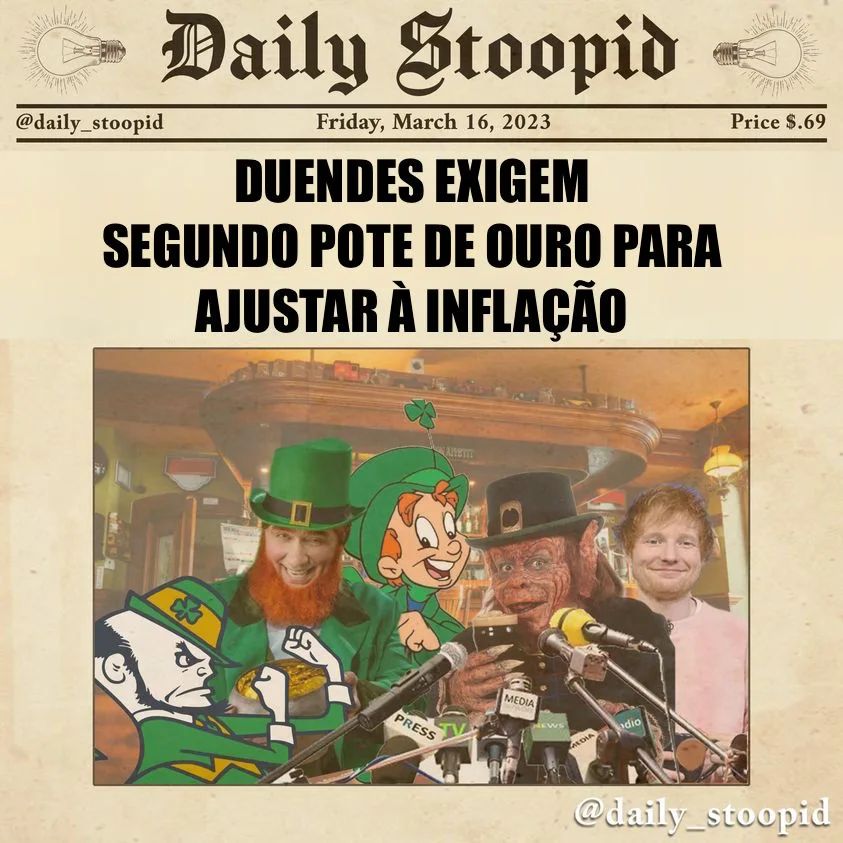 Daily Stoopid
@daily_stoopid Friday, March 16, 2023 Price $.69
DUENDES EXIGEM
SEGUNDO POTE DE OURO PARA
AJUSTAR À INFLAÇÃO
PRESS TV MEDIA NEWS MEDIA
@daily_stoopid